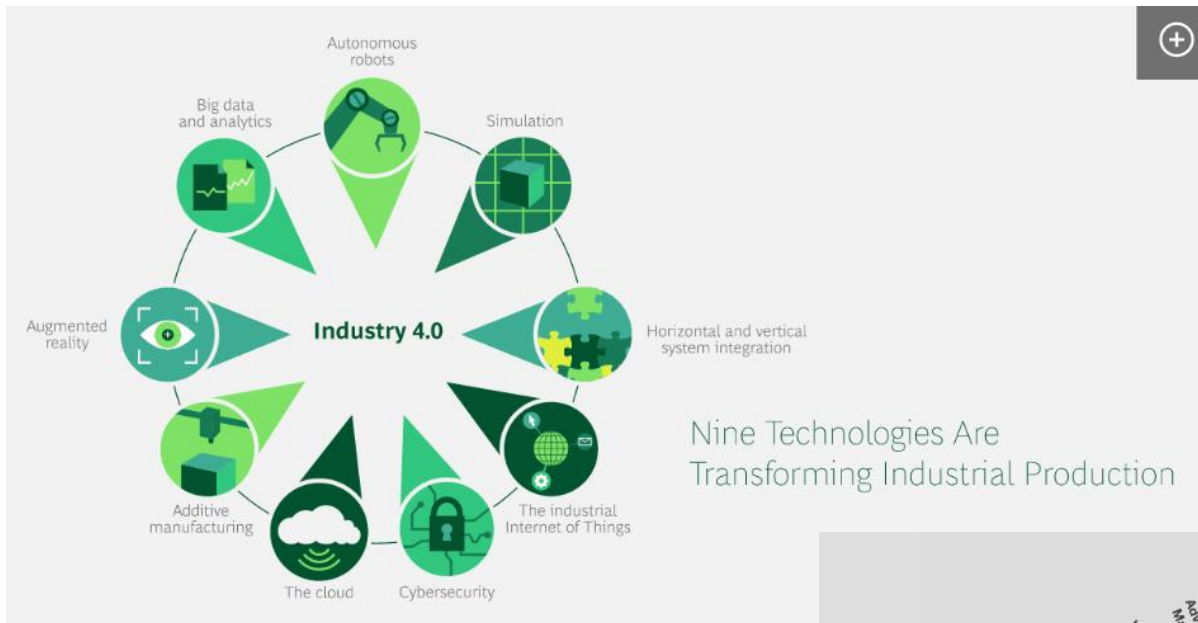 Autonomous
robots
Simulation
Horizontal and vertical
system integration
The industrial
Internet of Things
Cybersecurity
The cloud
Additive
manufacturing
Augmented
reality
Big data
and analytics
Industry 4.0
Nine Technologies Are
Transforming Industrial Production